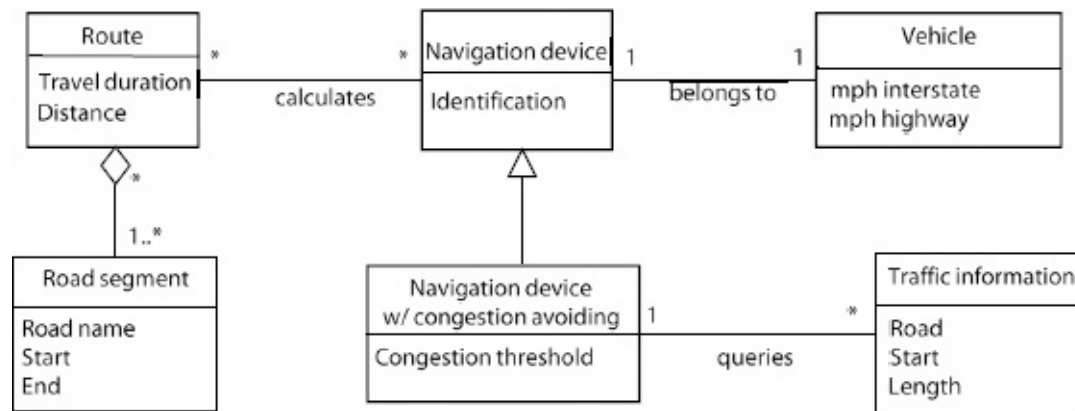 Route
Travel duration
Distance
*
*
calculates
Navigation device
Identification
1
1
belongs to
Vehicle
mph interstate
mph highway
*
1..*
Road segment
Road name
Start
End
Navigation device
w/ congestion avoiding
Congestion threshold
1
*
queries
Traffic information
Road
Start
Length